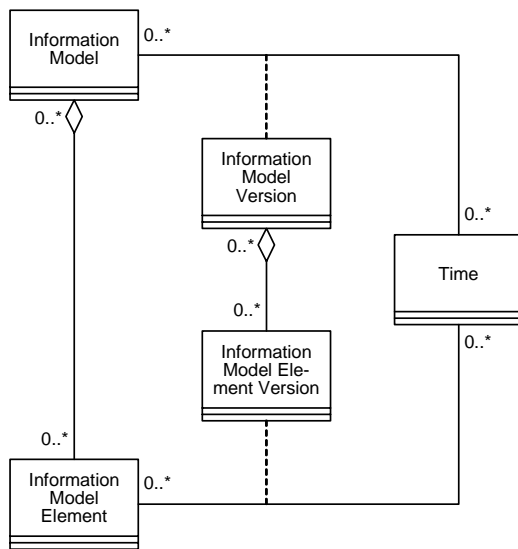 Information
Model
0..*
0..*
Information
Model
Version
0..*
0..*
Time
0..*
0..*
Information
Model Ele-
ment Version
0..*
0..*
Information
Model
Element